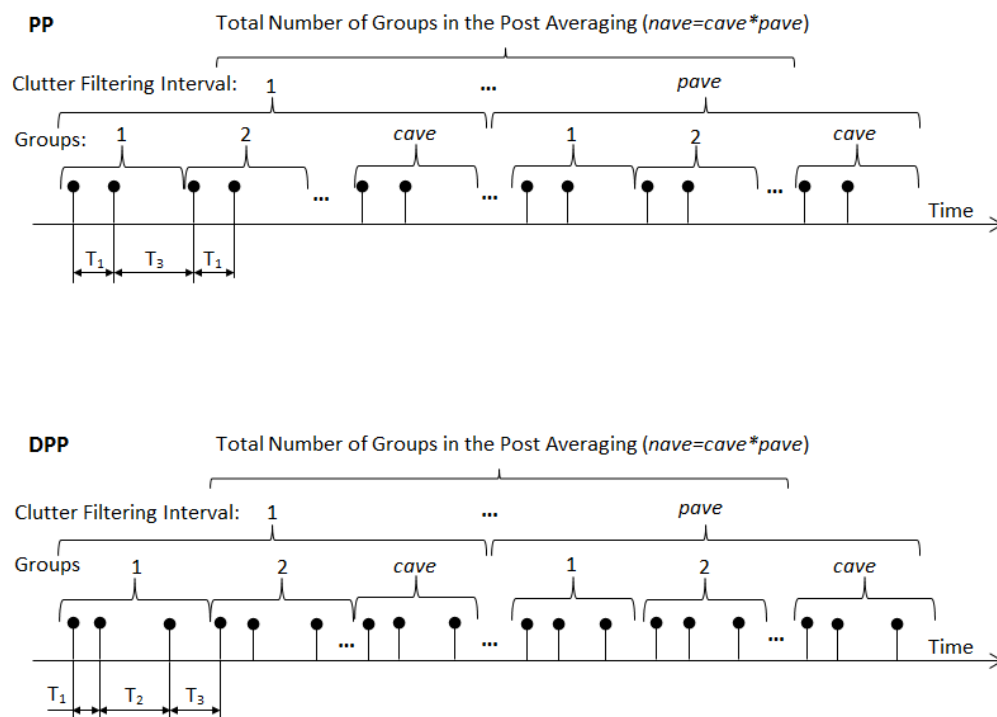 PP
Total Number of Groups in the Post Averaging (nave=cave*pave)
Clutter Filtering Interval: 1 ... pave
Groups: 1 2 cave 1 2 cave
... ... ...
Time
T₁ T₃ T₁
DPP
Total Number of Groups in the Post Averaging (nave=cave*pave)
Clutter Filtering Interval: 1 ... pave
Groups 1 2 cave 1 2 cave
... ... ...
Time
T₁ T₂ T₃